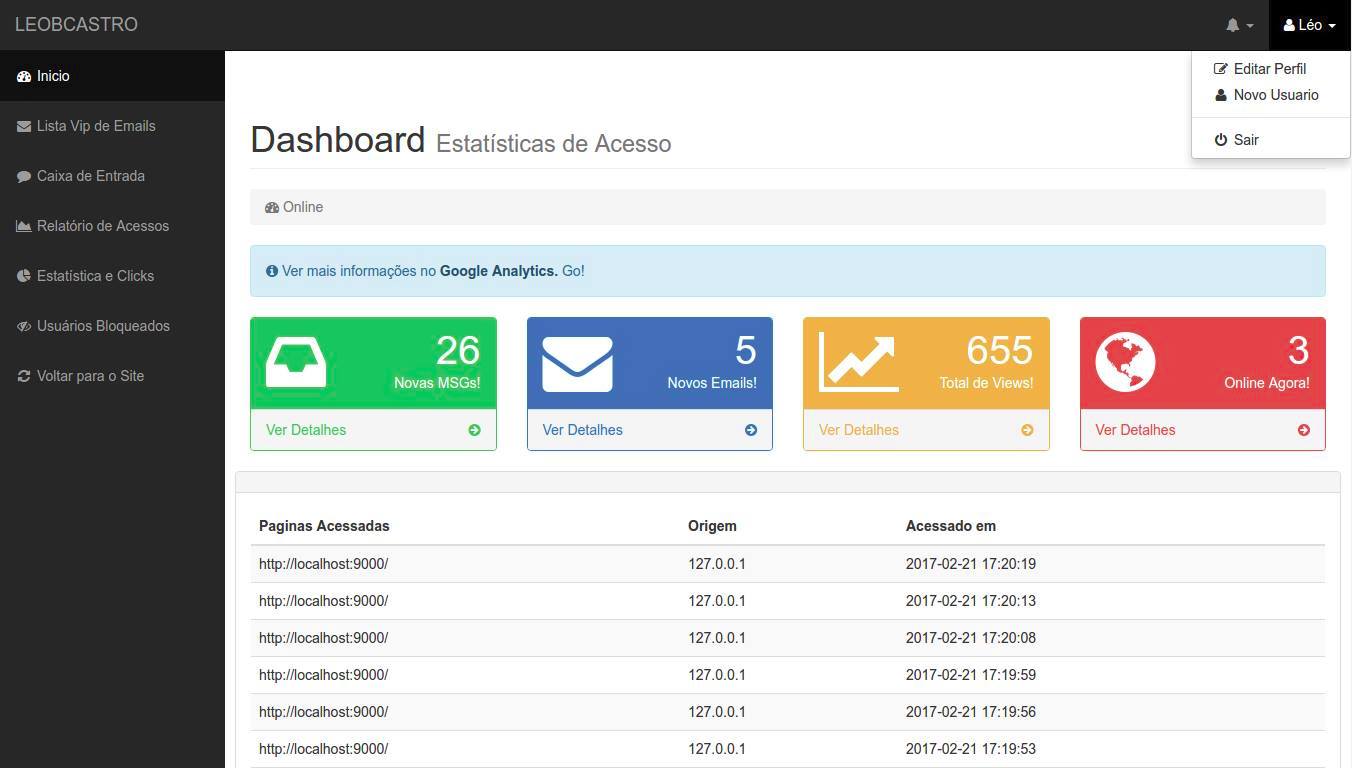 LEOBCASTRO
Léo
Editar Perfil
Novo Usuario
Sair
Inicio
Lista Vip de Emails
Caixa de Entrada
Relatório de Acessos
Estatística e Clicks
Usuários Bloqueados
Voltar para o Site
Dashboard Estatísticas de Acesso
Online
Ver mais informações no Google Analytics. Go!
26
Novas MSGs!
Ver Detalhes
5
Novos Emails!
Ver Detalhes
655
Total de Views!
Ver Detalhes
3
Online Agora!
Ver Detalhes
Paginas Acessadas Origem Acessado em
http://localhost:9000/ 127.0.0.1 2017-02-21 17:20:19
http://localhost:9000/ 127.0.0.1 2017-02-21 17:20:13
http://localhost:9000/ 127.0.0.1 2017-02-21 17:20:08
http://localhost:9000/ 127.0.0.1 2017-02-21 17:19:59
http://localhost:9000/ 127.0.0.1 2017-02-21 17:19:56
http://localhost:9000/ 127.0.0.1 2017-02-21 17:19:53